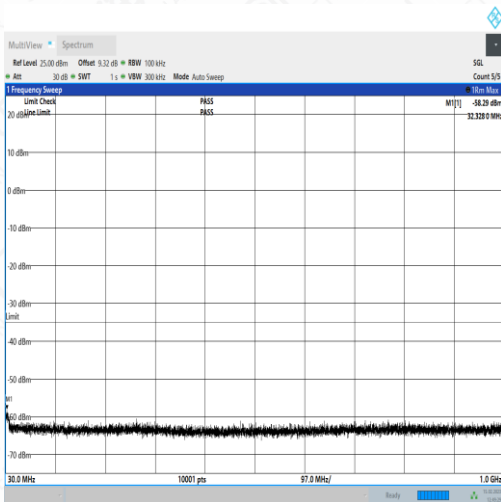 MultiView Spectrum
Ref Level 25.00 dBm Offset 9.32 dB RBW 100 kHz SGL
Att 30 dB SWT 1 s VBW 300 kHz Mode Auto Sweep Count 5/5
1 Frequency Sweep 1Rm Max
Limit Check PASS M1[1] -58.29 dBm
Line Limit PASS 32.3280 MHz
20 dBm
10 dBm
0 dBm
-10 dBm
-20 dBm
-30 dBm
Limit
-40 dBm
-50 dBm
M1
-60 dBm
-70 dBm
30.0 MHz 10001 pts 97.0 MHz/ 1.0 GHz
Ready